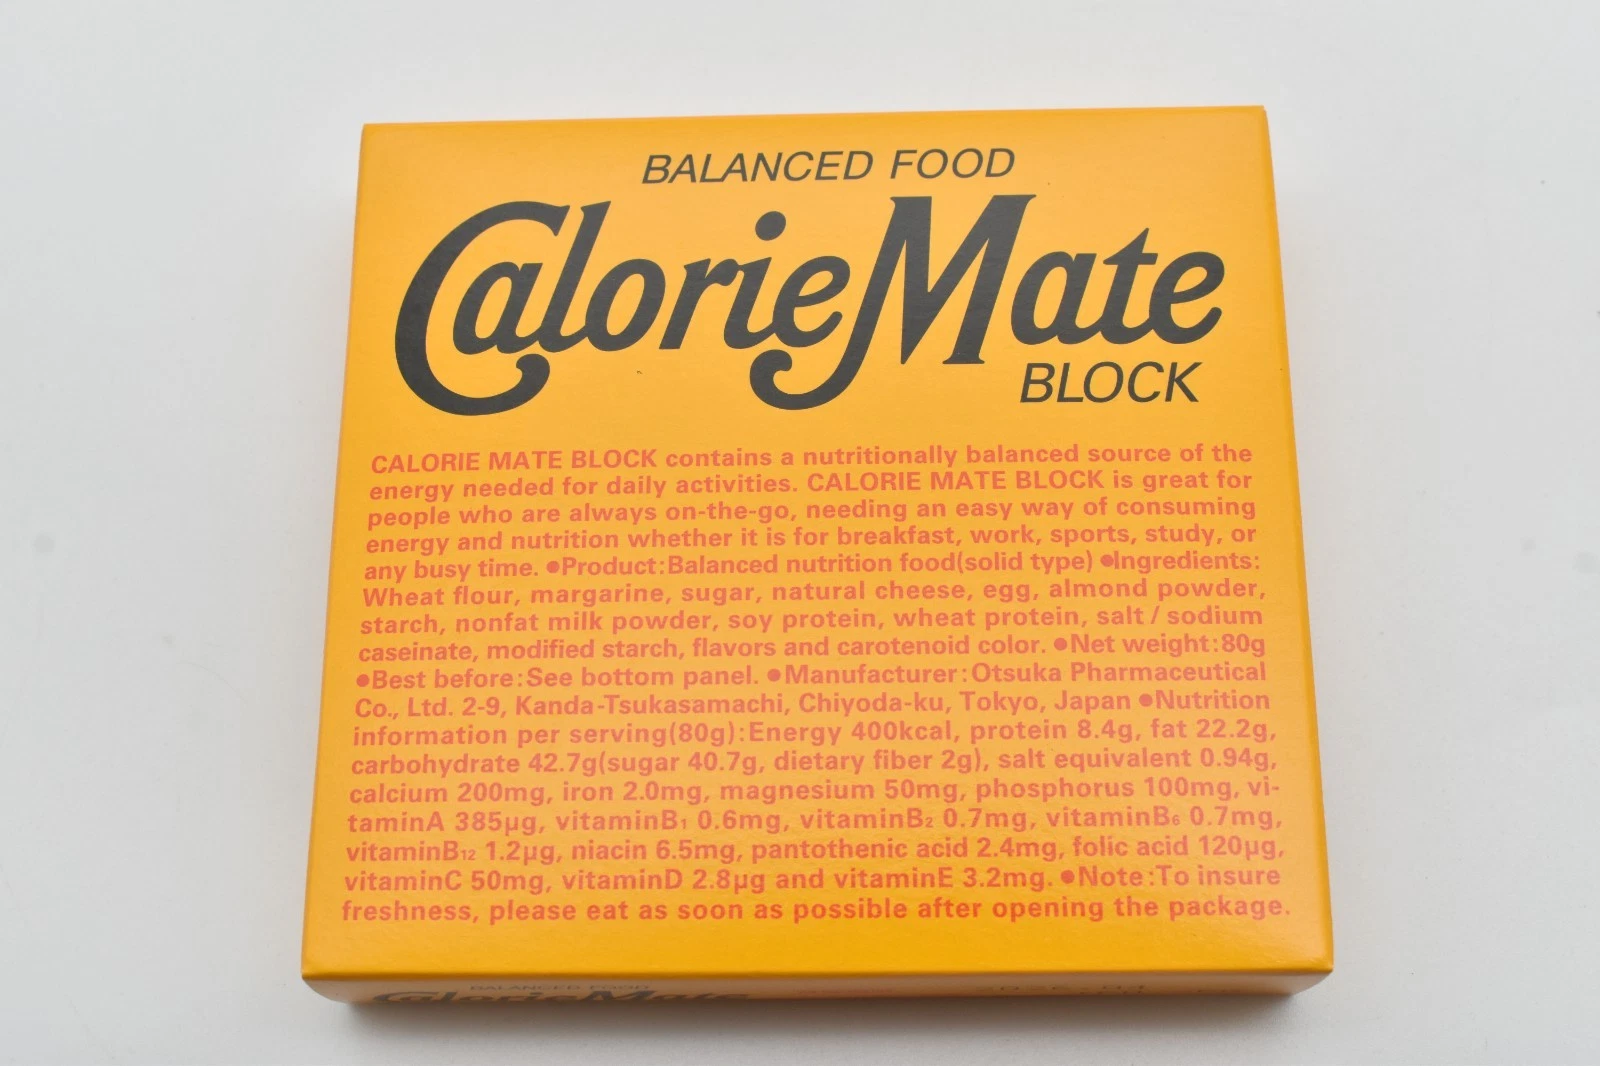 BALANCED FOOD
CalorieMate
BLOCK
CALORIE MATE BLOCK contains a nutritionally balanced source of the
energy needed for daily activities. CALORIE MATE BLOCK is great for
people who are always on-the-go, needing an easy way of consuming
energy and nutrition whether it is for breakfast, work, sports, study, or
any busy time. ●Product:Balanced nutrition food(solid type) ●Ingredients:
Wheat flour, margarine, sugar, natural cheese, egg, almond powder,
starch, nonfat milk powder, soy protein, wheat protein, salt / sodium
caseinate, modified starch, flavors and carotenoid color. ●Net weight:80g
●Best before:See bottom panel. ●Manufacturer:Otsuka Pharmaceutical
Co., Ltd. 2-9, Kanda-Tsukasamachi, Chiyoda-ku, Tokyo, Japan ●Nutrition
information per serving(80g):Energy 400kcal, protein 8.4g, fat 22.2g,
carbohydrate 42.7g(sugar 40.7g, dietary fiber 2g), salt equivalent 0.94g,
calcium 200mg, iron 2.0mg, magnesium 50mg, phosphorus 100mg, vi-
taminA 385μg, vitaminB₁ 0.6mg, vitaminB₂ 0.7mg, vitaminB₆ 0.7mg,
vitaminB₁₂ 1.2μg, niacin 6.5mg, pantothenic acid 2.4mg, folic acid 120μg,
vitaminC 50mg, vitaminD 2.8μg and vitaminE 3.2mg. ●Note:To insure
freshness, please eat as soon as possible after opening the package.
BALANCED FOOD
CalorieMate